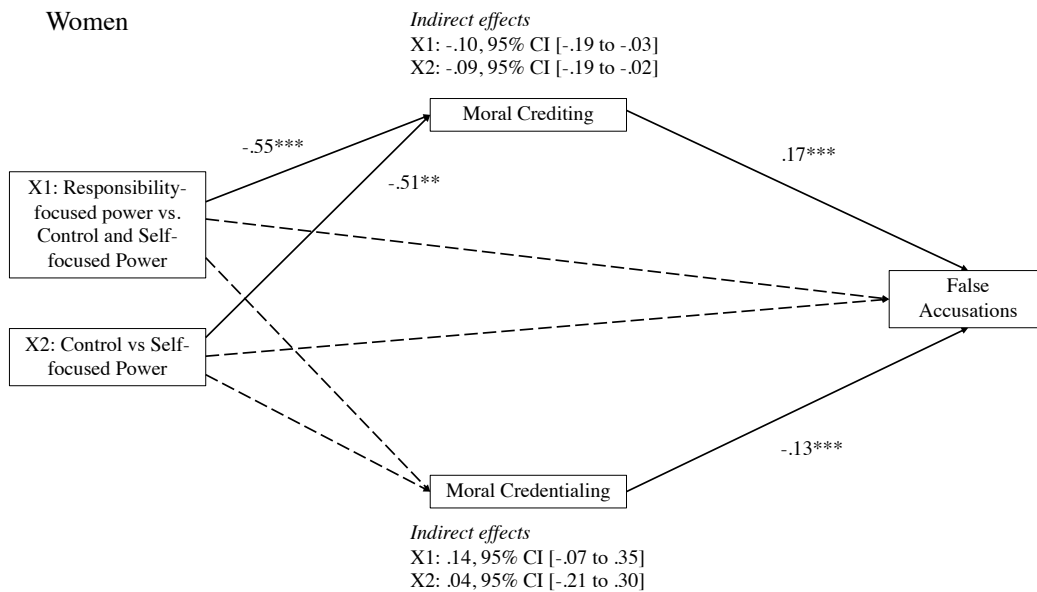 Women
Indirect effects
X1: -.10, 95% CI [-.19 to -.03]
X2: -.09, 95% CI [-.19 to -.02]
Moral Crediting
-.55***
.17***
-.51**
X1: Responsibility-
focused power vs.
Control and Self-
focused Power
False
Accusations
X2: Control vs Self-
focused Power
-.13***
Moral Credentialing
Indirect effects
X1: .14, 95% CI [-.07 to .35]
X2: .04, 95% CI [-.21 to .30]